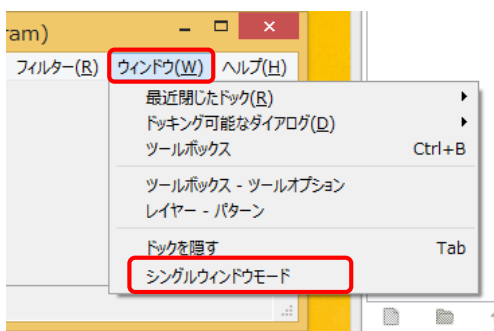 ram)
フィルター(R) ウィンドウ(W) ヘルプ(H)
最近閉じたドック(R)
ドッキング可能なダイアログ(D)
ツールボックス Ctrl+B
ツールボックス - ツールオプション
レイヤー - パターン
ドックを隠す Tab
シングルウィンドウモード